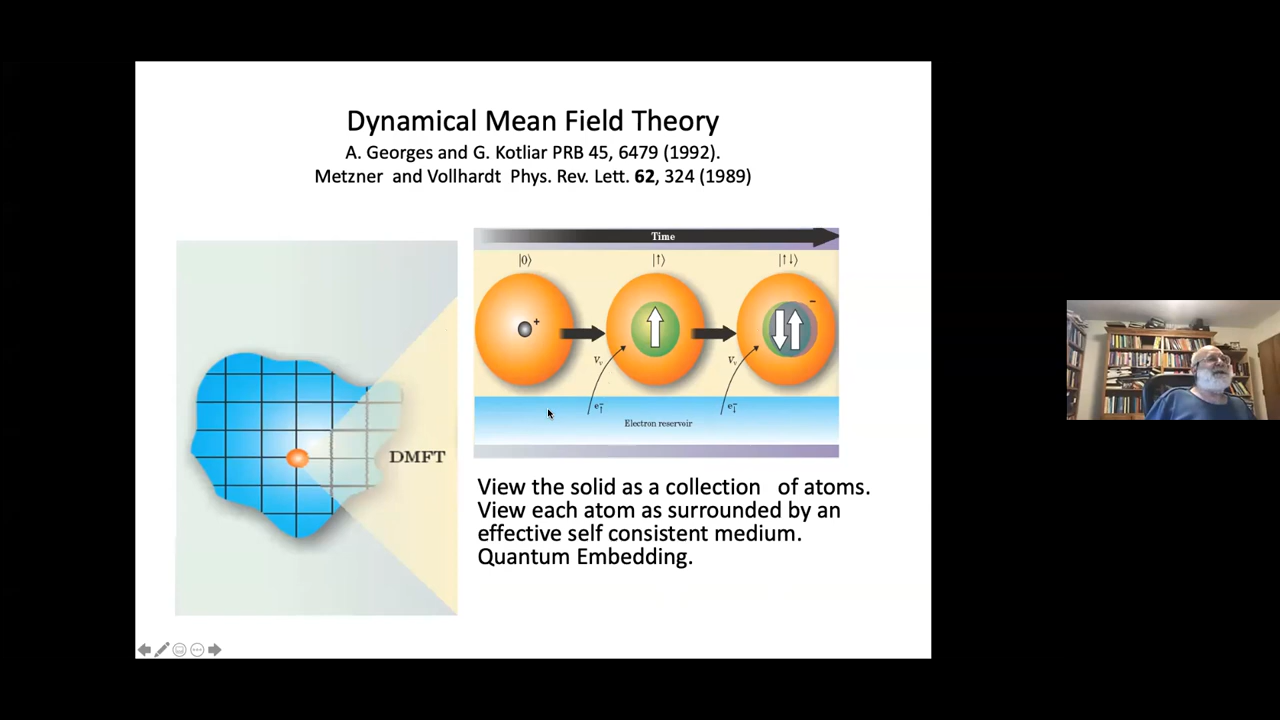 Dynamical Mean Field Theory
A. Georges and G. Kotliar PRB 45, 6479 (1992).
Metzner and Vollhardt Phys. Rev. Lett. 62, 324 (1989)
Time
|0⟩ |↑⟩ |↑↓⟩
+ −
Vν Vν
e↑− e↓−
Electron reservoir
DMFT
View the solid as a collection of atoms.
View each atom as surrounded by an
effective self consistent medium.
Quantum Embedding.